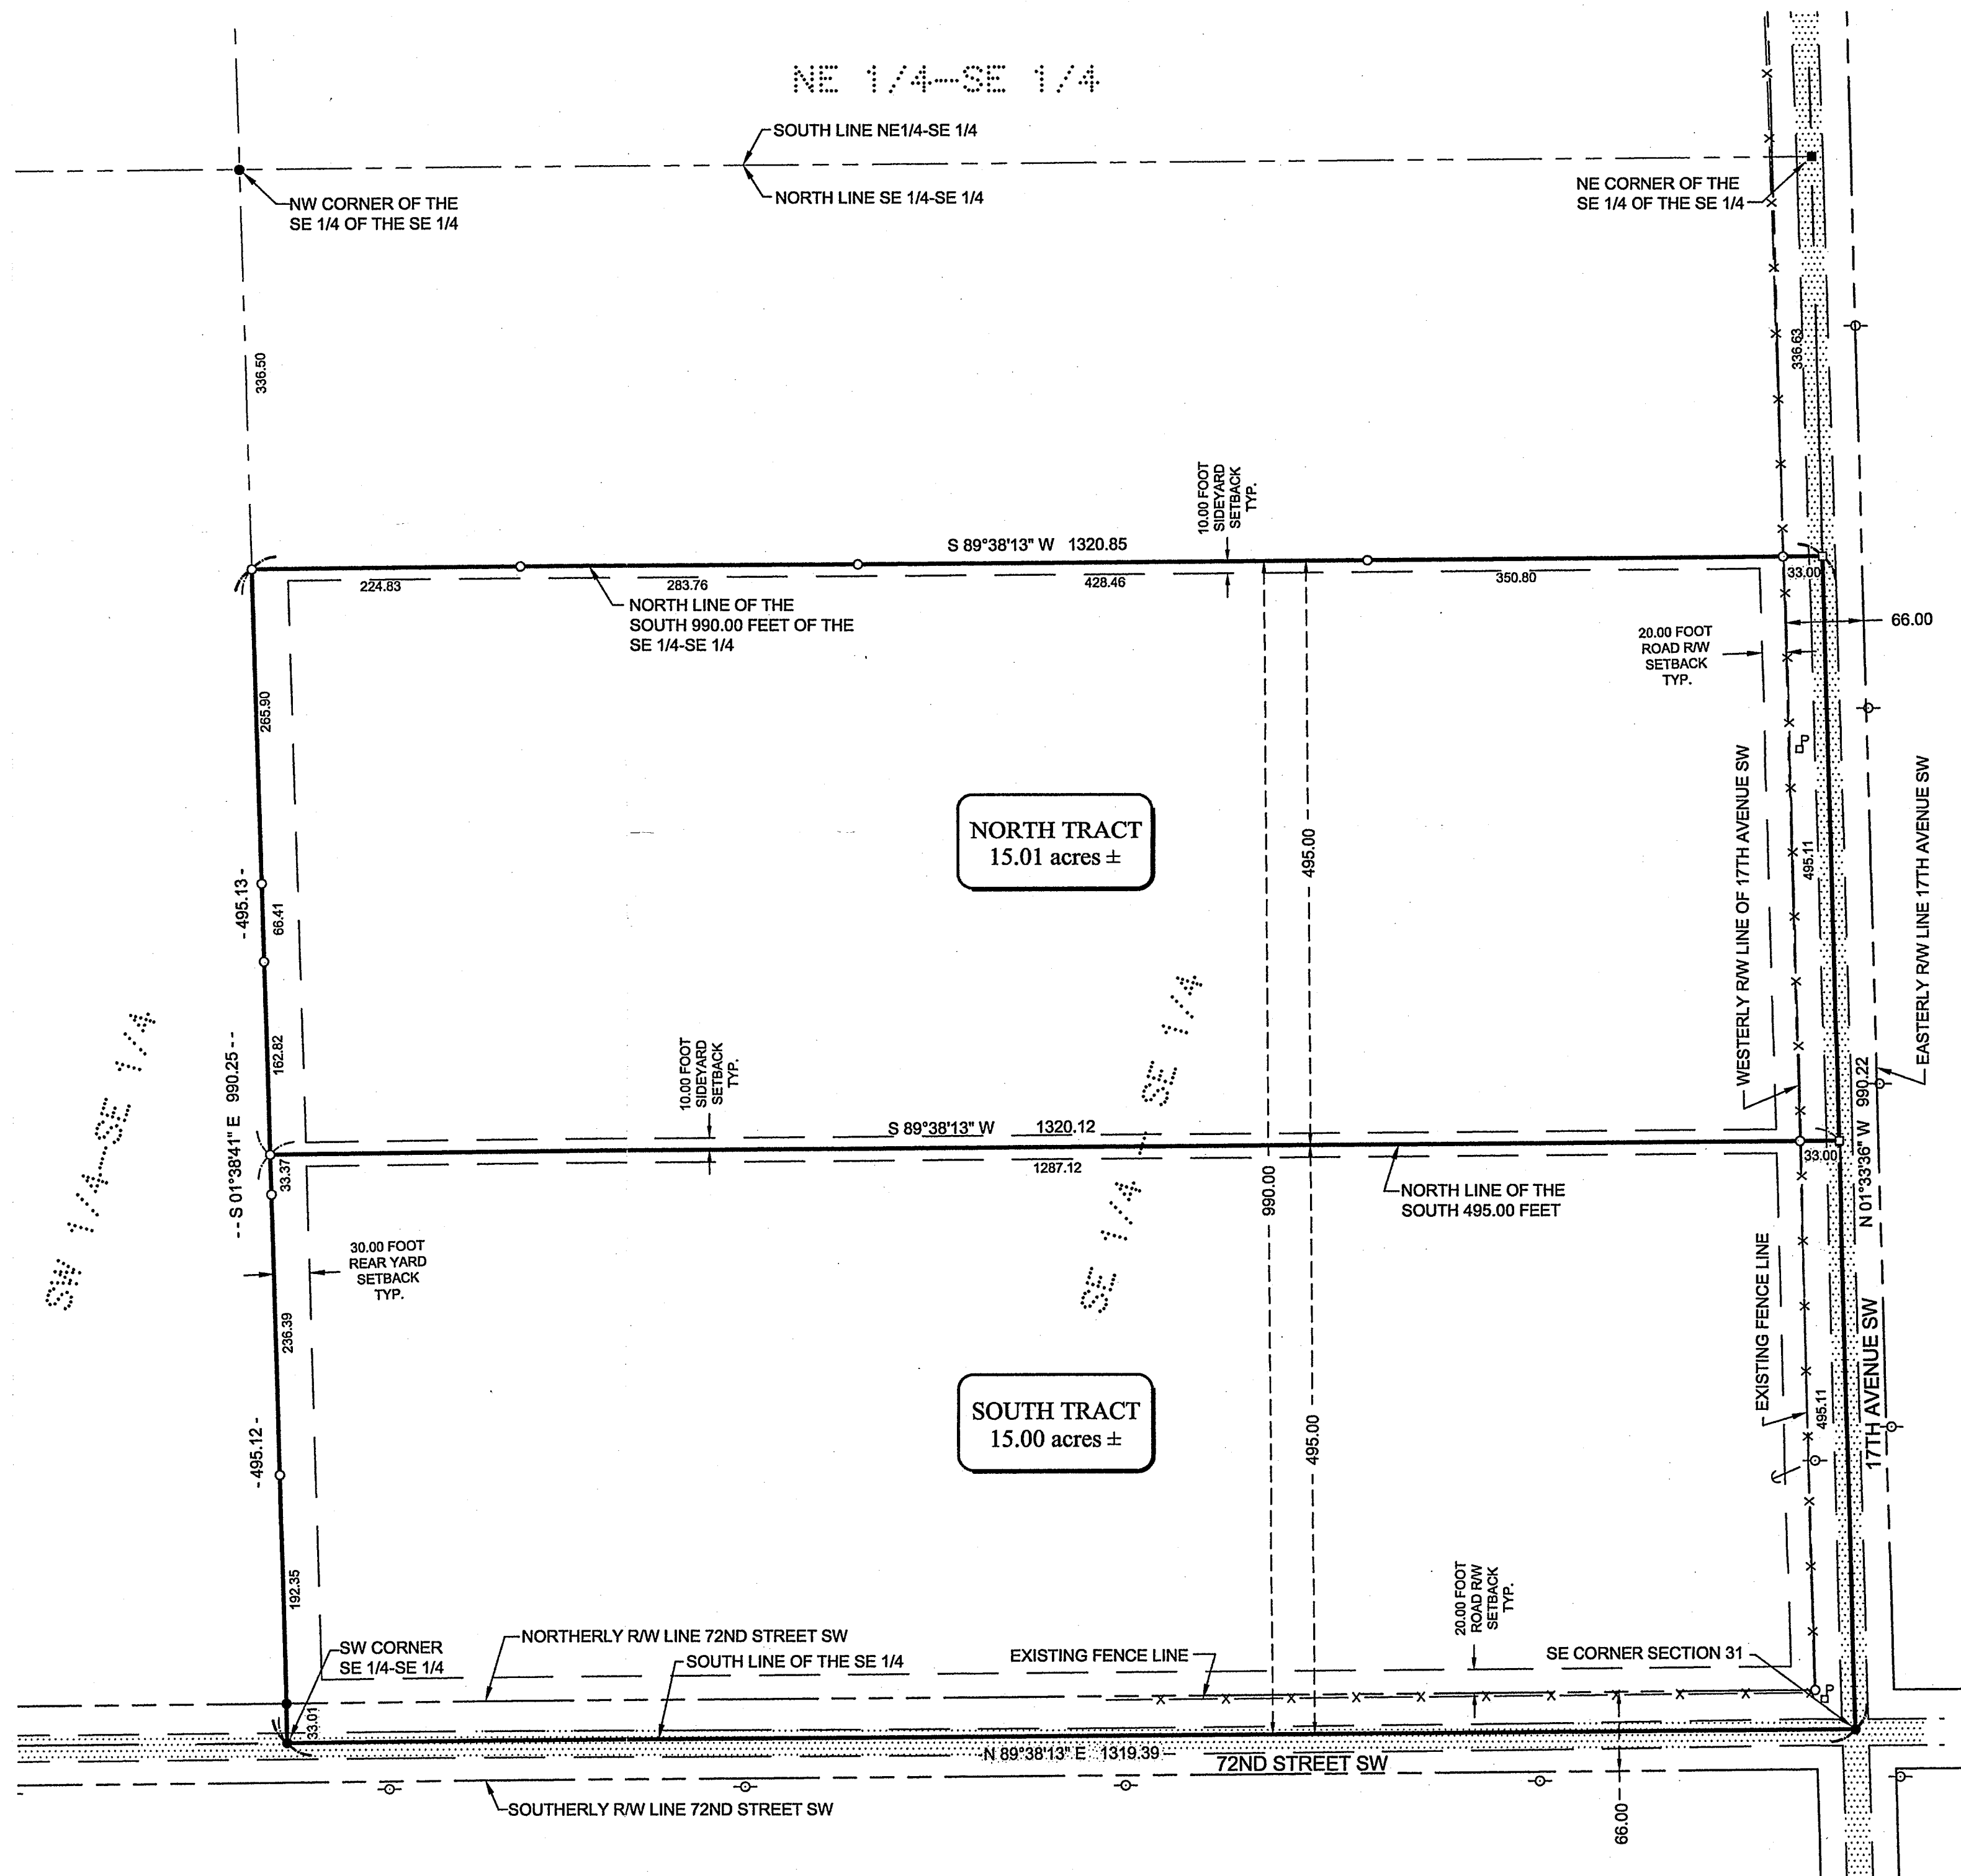 NE 1/4-SE 1/4
SOUTH LINE NE1/4-SE 1/4
NORTH LINE SE 1/4-SE 1/4
NW CORNER OF THE
SE 1/4 OF THE SE 1/4
NE CORNER OF THE
SE 1/4 OF THE SE 1/4
336.50
336.63
10.00 FOOT
SIDEYARD
SETBACK
TYP.
S 89°38'13" W 1320.85
224.83
283.76
428.46
350.80
33.00
NORTH LINE OF THE
SOUTH 990.00 FEET OF THE
SE 1/4-SE 1/4
66.00
20.00 FOOT
ROAD R/W
SETBACK
TYP.
265.90
NORTH TRACT
15.01 acres ±
495.00
495.11
WESTERLY R/W LINE OF 17TH AVENUE SW
EASTERLY R/W LINE 17TH AVENUE SW
P
- 495.13 -
66.41
162.82
SW 1/4-SE 1/4
SE 1/4 - SE 1/4
- - S 01°38'41" E 990.25 - -
10.00 FOOT
SIDEYARD
SETBACK
TYP.
S 89°38'13" W 1320.12
1287.12
33.00
33.37
990.00
N 01°33'36" W 990.22
NORTH LINE OF THE
SOUTH 495.00 FEET
30.00 FOOT
REAR YARD
SETBACK
TYP.
236.39
EXISTING FENCE LINE
17TH AVENUE SW
SOUTH TRACT
15.00 acres ±
495.00
495.11
- 495.12 -
192.35
20.00 FOOT
ROAD R/W
SETBACK
TYP.
SW CORNER
SE 1/4-SE 1/4
NORTHERLY R/W LINE 72ND STREET SW
SOUTH LINE OF THE SE 1/4
EXISTING FENCE LINE
SE CORNER SECTION 31
P
33.01
N 89°38'13" E 1319.39
72ND STREET SW
SOUTHERLY R/W LINE 72ND STREET SW
66.00